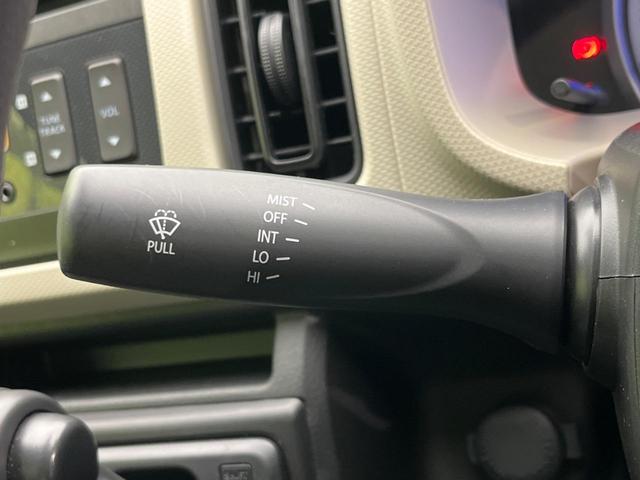 TUNE
TRACK
VOL
MIST
OFF
INT
LO
HI
PULL